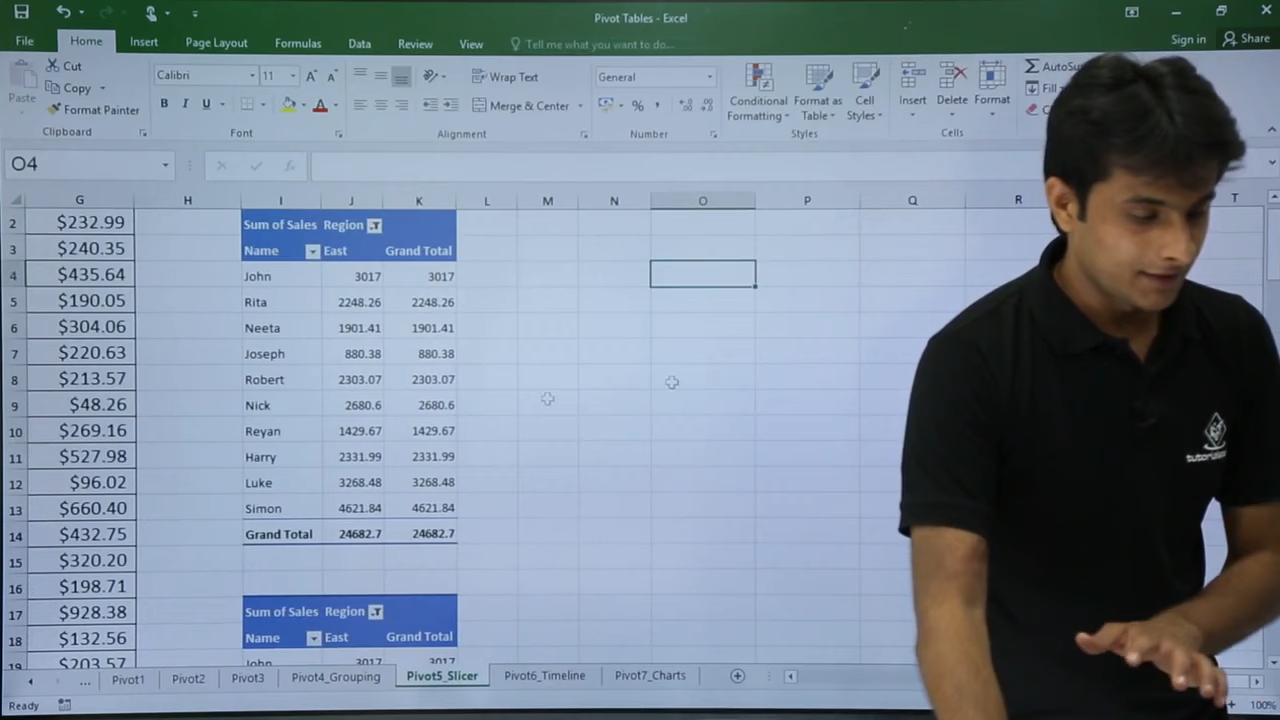 Pivot Tables - Excel
File Home Insert Page Layout Formulas Data Review View Tell me what you want to do... Sign in Share
Paste Cut
Copy
Format Painter
Calibri 11
B I U
Wrap Text
Merge & Center
General
Conditional Formatting
Format as Table
Cell Styles
Insert Delete Format
Clipboard Font Alignment Number Styles Cells
O4
G H I J K L M N O P Q R T
2 $232.99 Sum of Sales Region
3 $240.35 Name East Grand Total
4 $435.64 John 3017 3017
5 $190.05 Rita 2248.26 2248.26
6 $304.06 Neeta 1901.41 1901.41
7 $220.63 Joseph 880.38 880.38
8 $213.57 Robert 2303.07 2303.07
9 $48.26 Nick 2680.6 2680.6
10 $269.16 Reyan 1429.67 1429.67
11 $527.98 Harry 2331.99 2331.99
12 $96.02 Luke 3268.48 3268.48
13 $660.40 Simon 4621.84 4621.84
14 $432.75 Grand Total 24682.7 24682.7
15 $320.20
16 $198.71
17 $928.38 Sum of Sales Region
18 $132.56 Name East Grand Total
19 $203.57 John 3017 3017
... Pivot1 Pivot2 Pivot3 Pivot4_Grouping Pivot5_Slicer Pivot6_Timeline Pivot7_Charts
Ready 100%